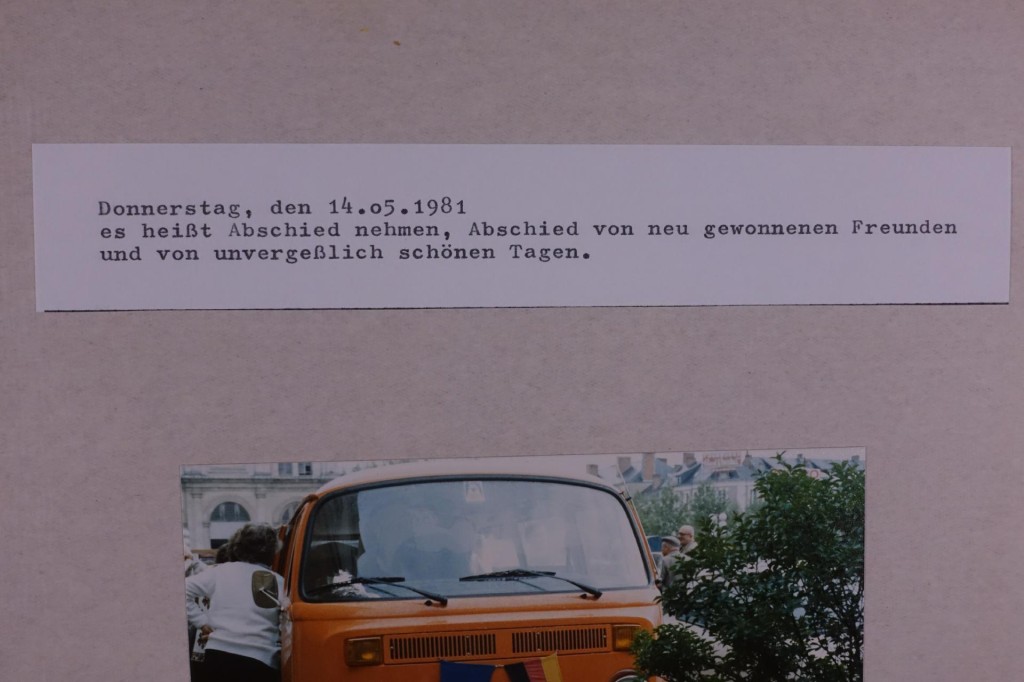 Donnerstag, den 14.o5.1981
es heißt Abschied nehmen, Abschied von neu gewonnenen Freunden
und von unvergeßlich schönen Tagen.